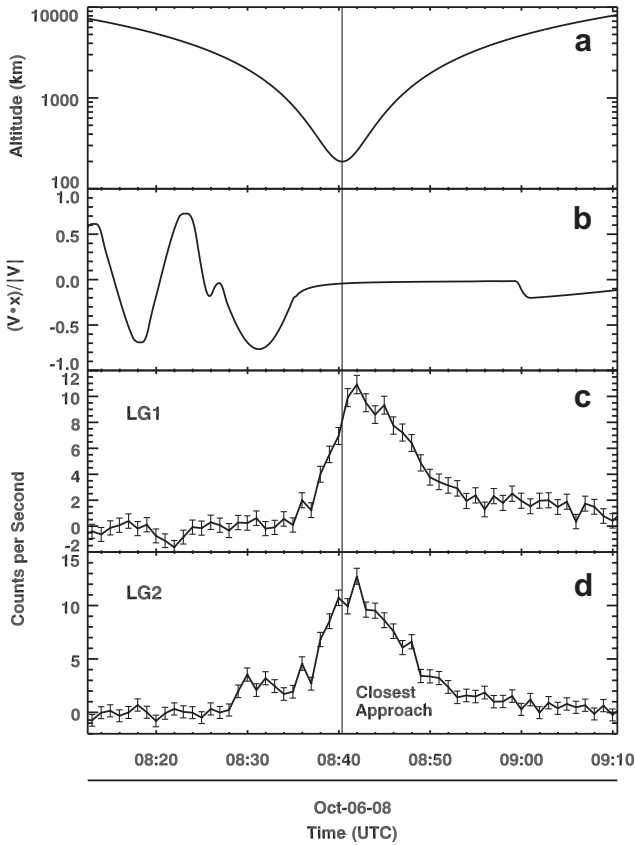 10000
1000
100
Altitude (km)
a
1.0
0.5
0.0
-0.5
-1.0
(V•x)/|V|
b
12
10
8
6
4
2
0
-2
LG1
c
Counts per Second
15
10
5
0
LG2
d
Closest
Approach
08:20 08:30 08:40 08:50 09:00 09:10
Oct-06-08
Time (UTC)